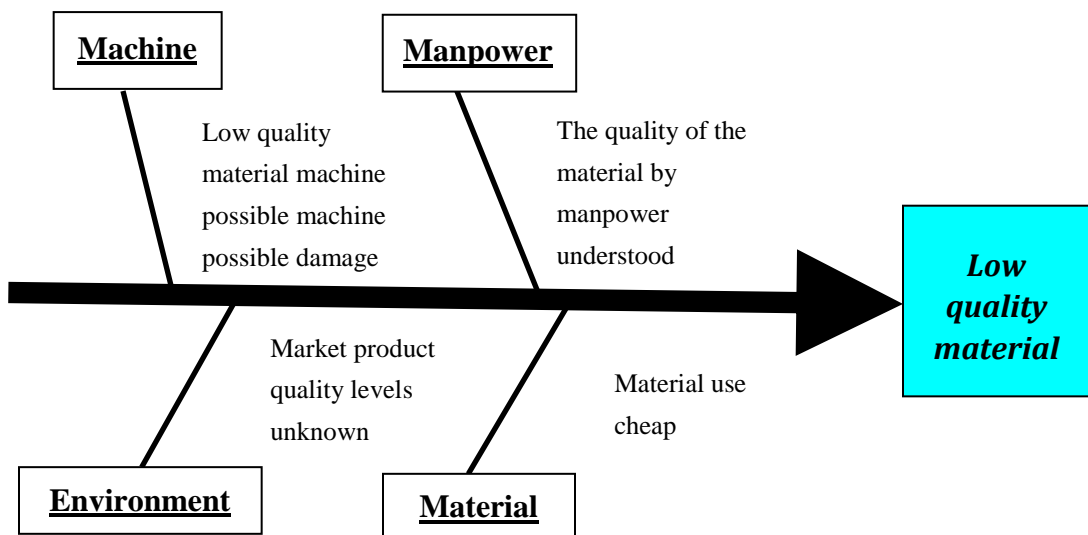 Machine
Manpower
Low quality
material machine
possible machine
possible damage
The quality of the
material by
manpower
understood
Low
quality
material
Market product
quality levels
unknown
Material use
cheap
Environment
Material